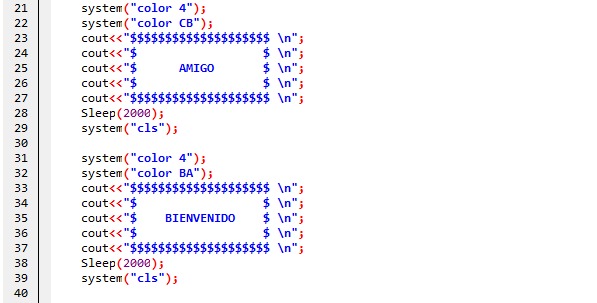 21 system("color 4");
22 system("color CB");
23 cout<<"$$$$$$$$$$$$$$$$$$$$ \n";
24 cout<<"$                  $ \n";
25 cout<<"$      AMIGO       $ \n";
26 cout<<"$                  $ \n";
27 cout<<"$$$$$$$$$$$$$$$$$$$$ \n";
28 Sleep(2000);
29 system("cls");
30
31 system("color 4");
32 system("color BA");
33 cout<<"$$$$$$$$$$$$$$$$$$$$ \n";
34 cout<<"$                  $ \n";
35 cout<<"$    BIENVENIDO    $ \n";
36 cout<<"$                  $ \n";
37 cout<<"$$$$$$$$$$$$$$$$$$$$ \n";
38 Sleep(2000);
39 system("cls");
40